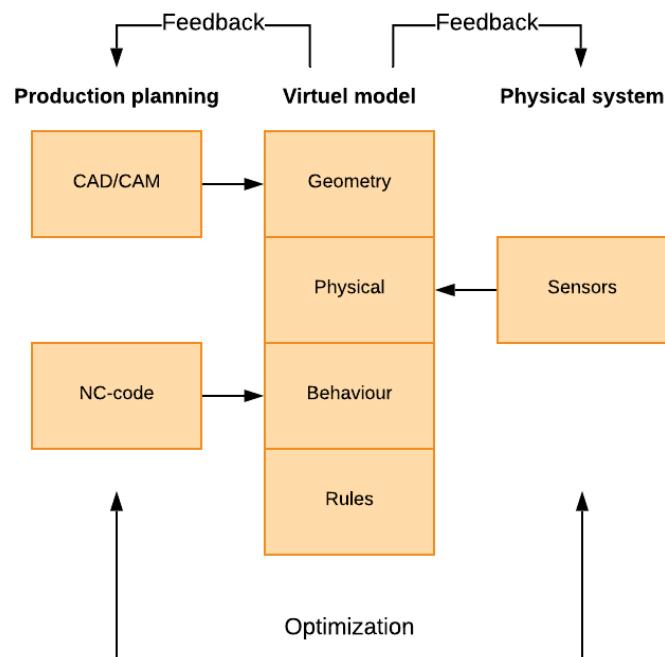 Feedback
Feedback
Production planning
Virtuel model
Physical system
CAD/CAM
Geometry
Physical
Sensors
NC-code
Behaviour
Rules
Optimization